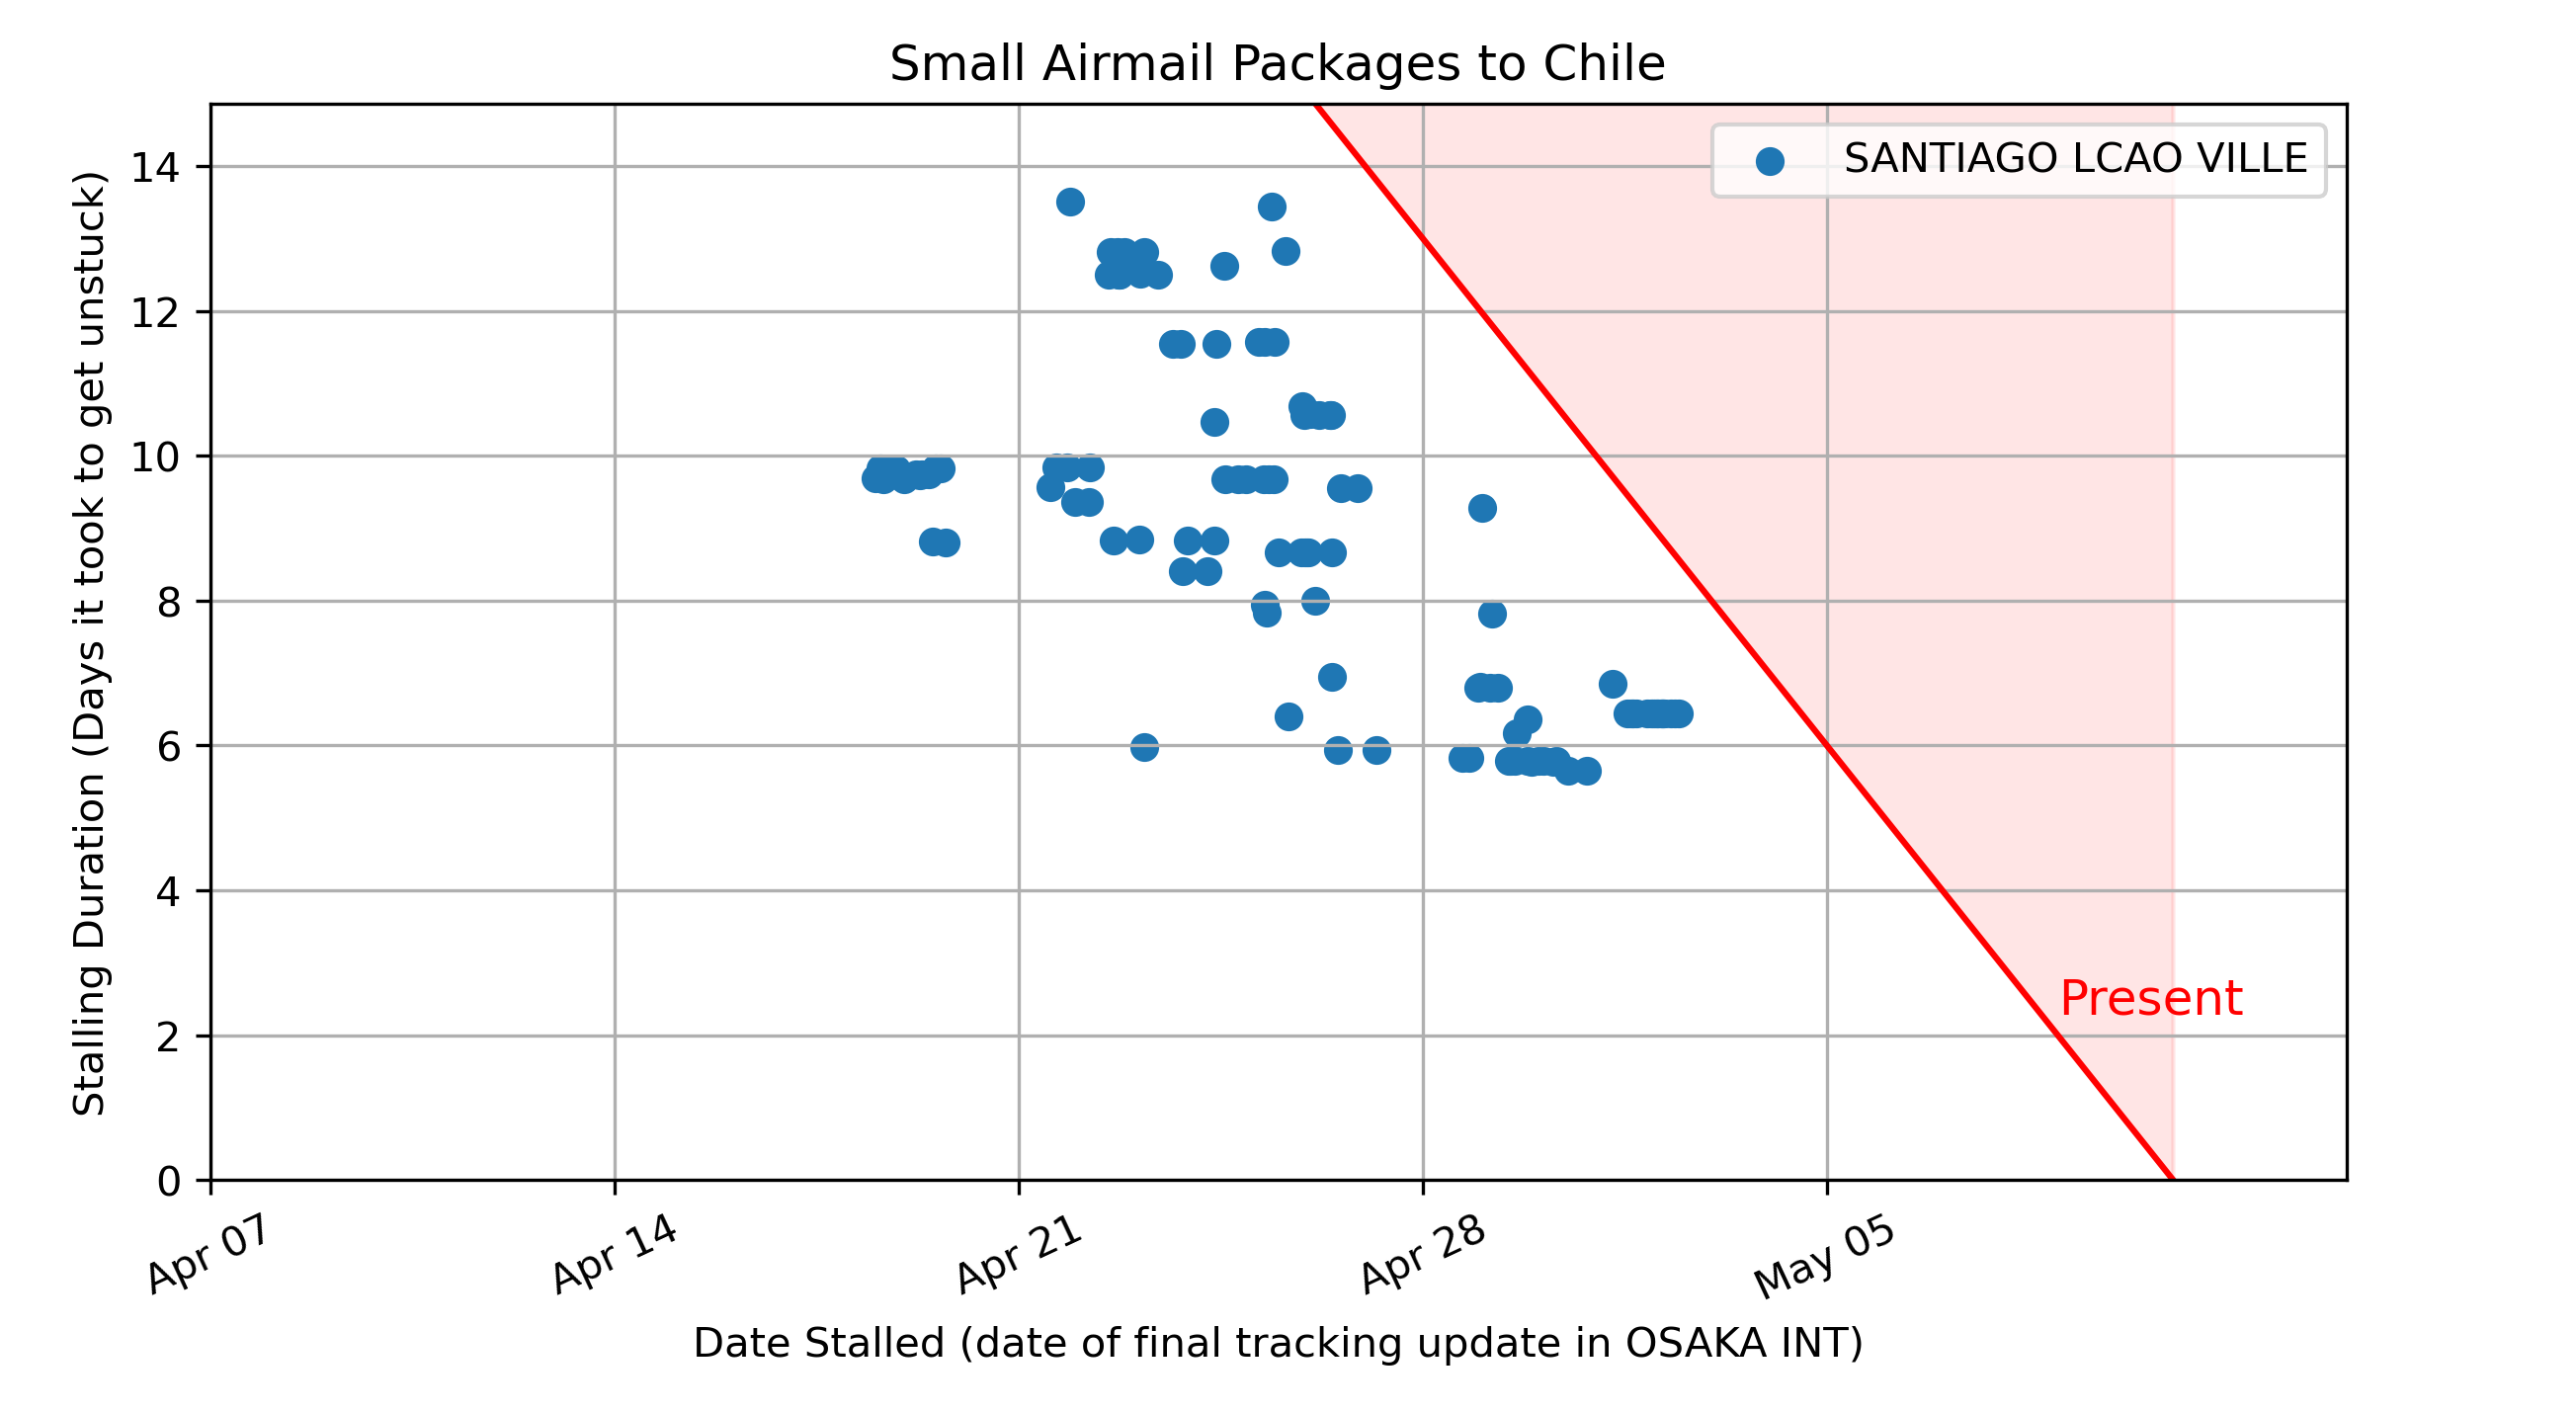 Small Airmail Packages to Chile
SANTIAGO LCAO VILLE
Stalling Duration (Days it took to get unstuck)
14
12
10
8
6
4
2
0
Present
Apr 07
Apr 14
Apr 21
Apr 28
May 05
Date Stalled (date of final tracking update in OSAKA INT)